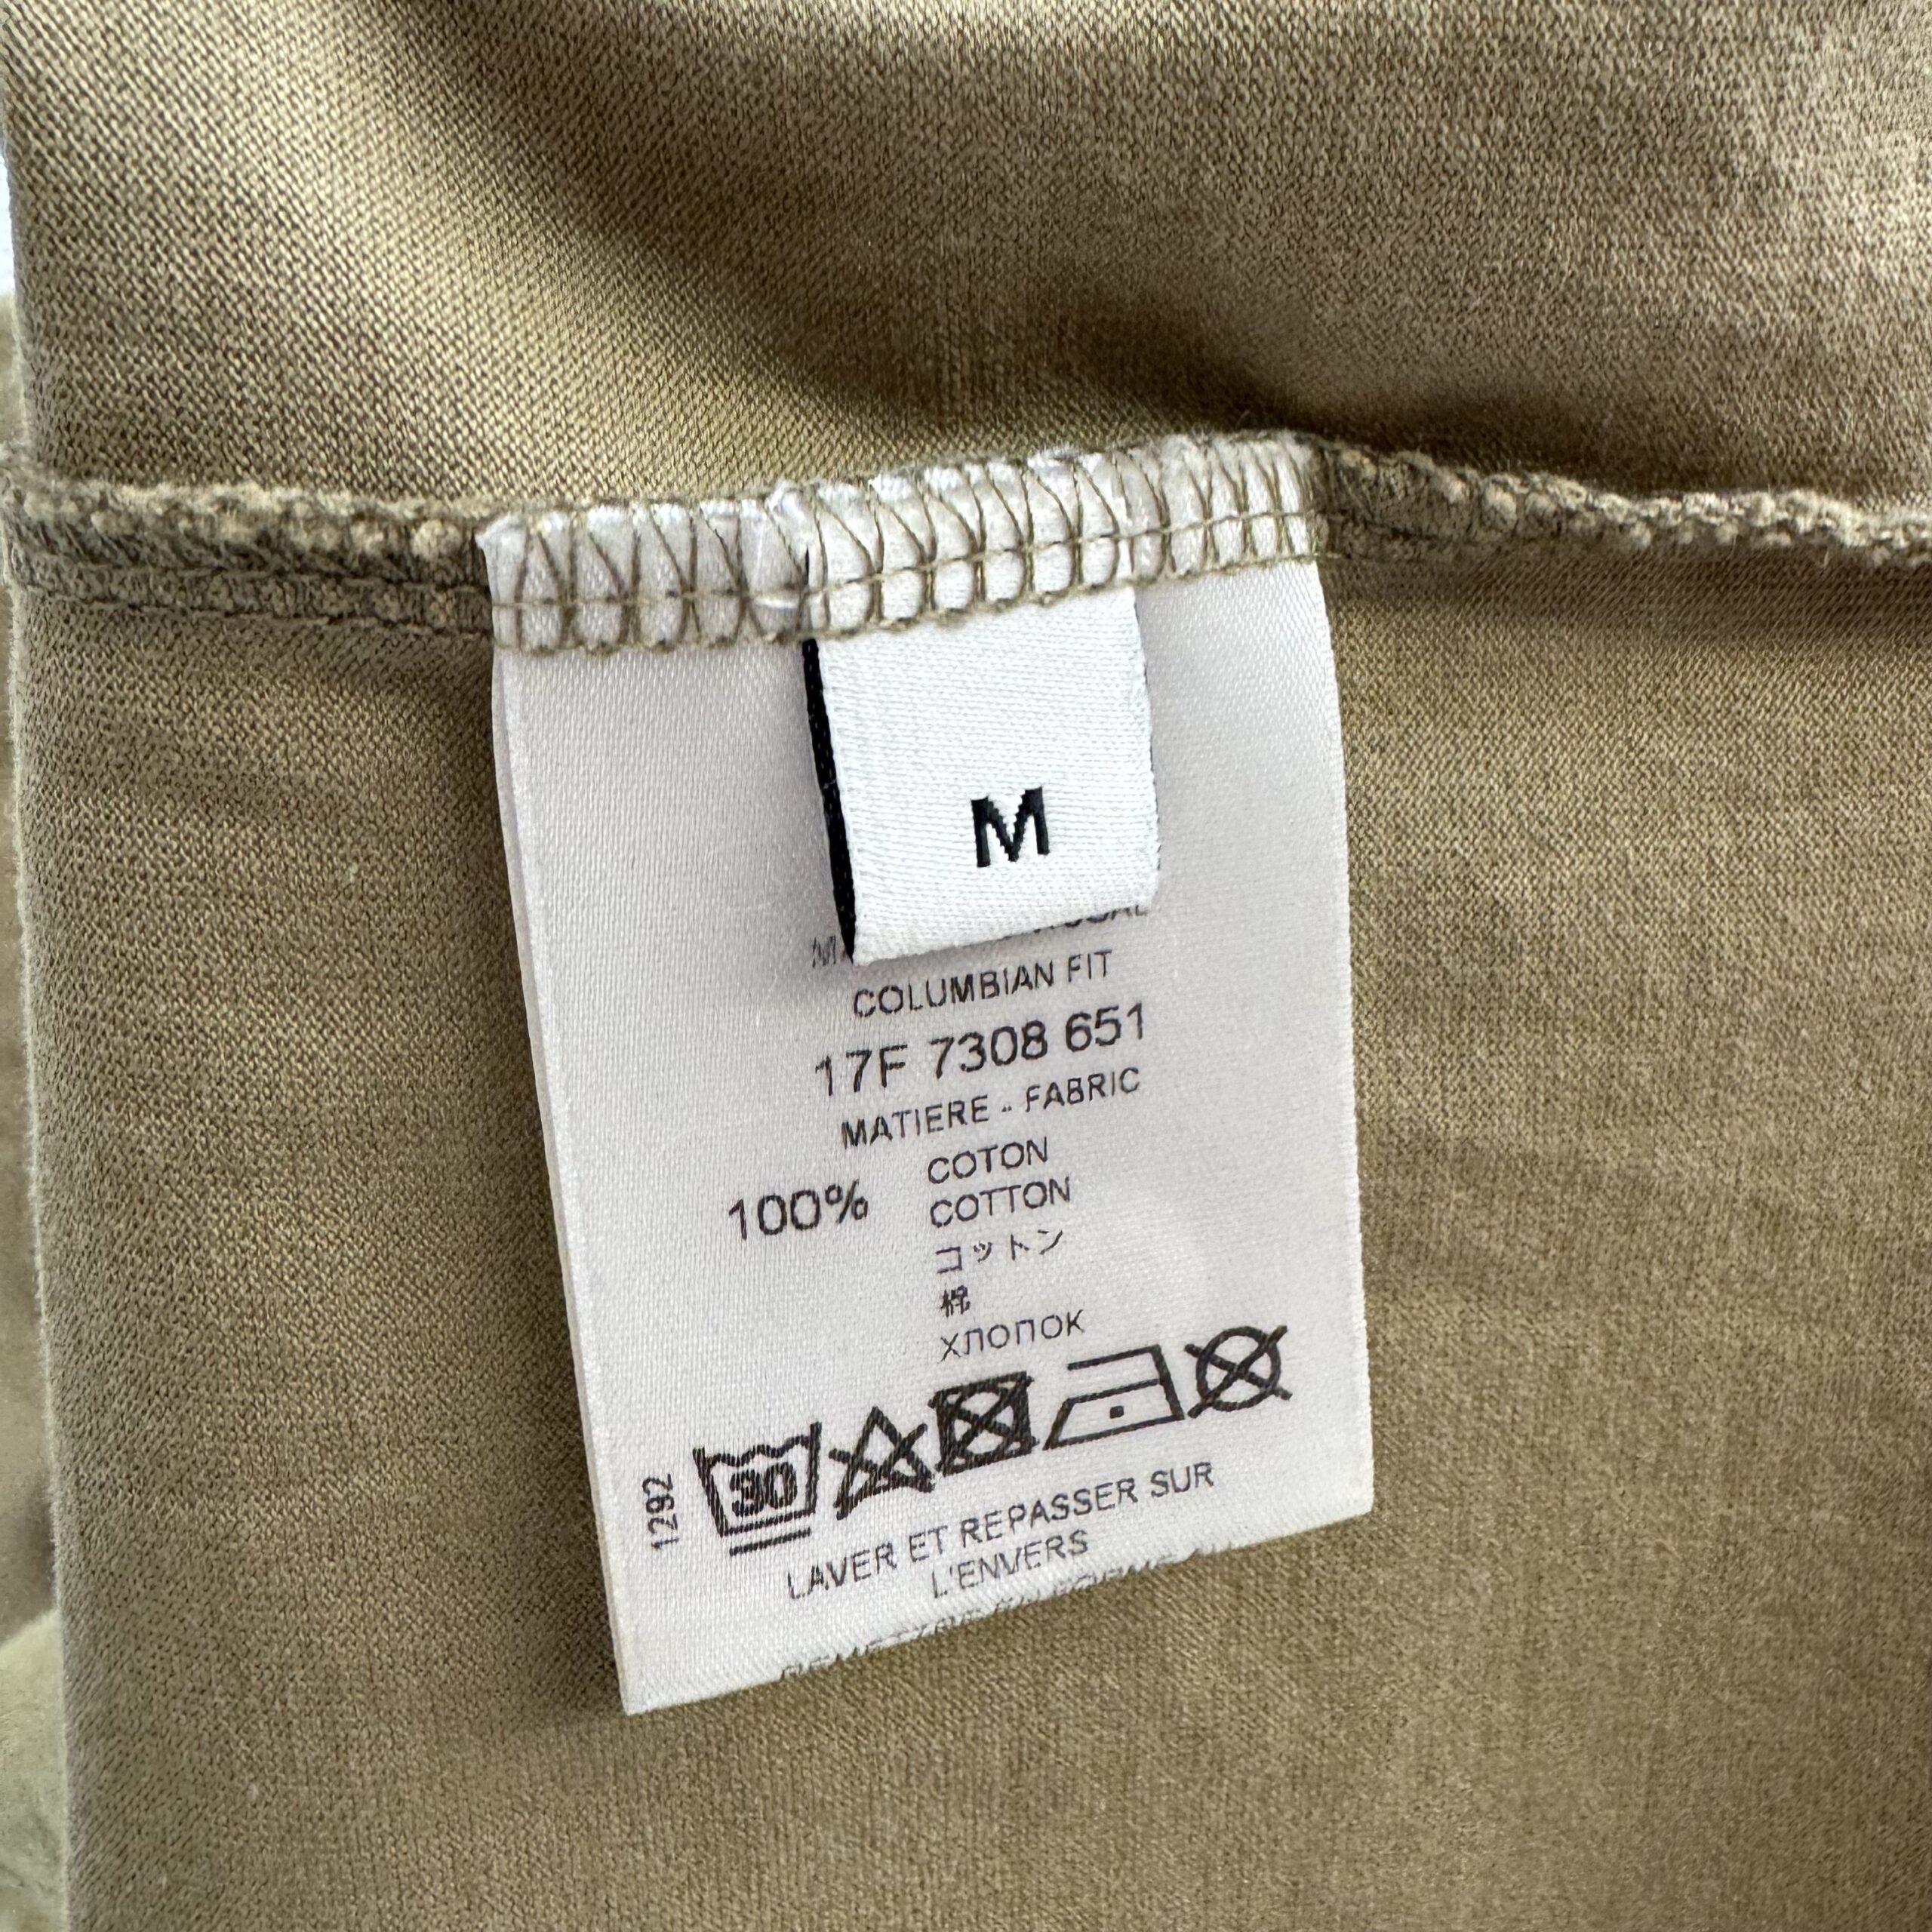 M
COLUMBIAN FIT
17F 7308 651
MATIERE - FABRIC
100% COTON
COTTON
コットン
棉
ХЛОПОК
30
1292
LAVER ET REPASSER SUR
L'ENVERS